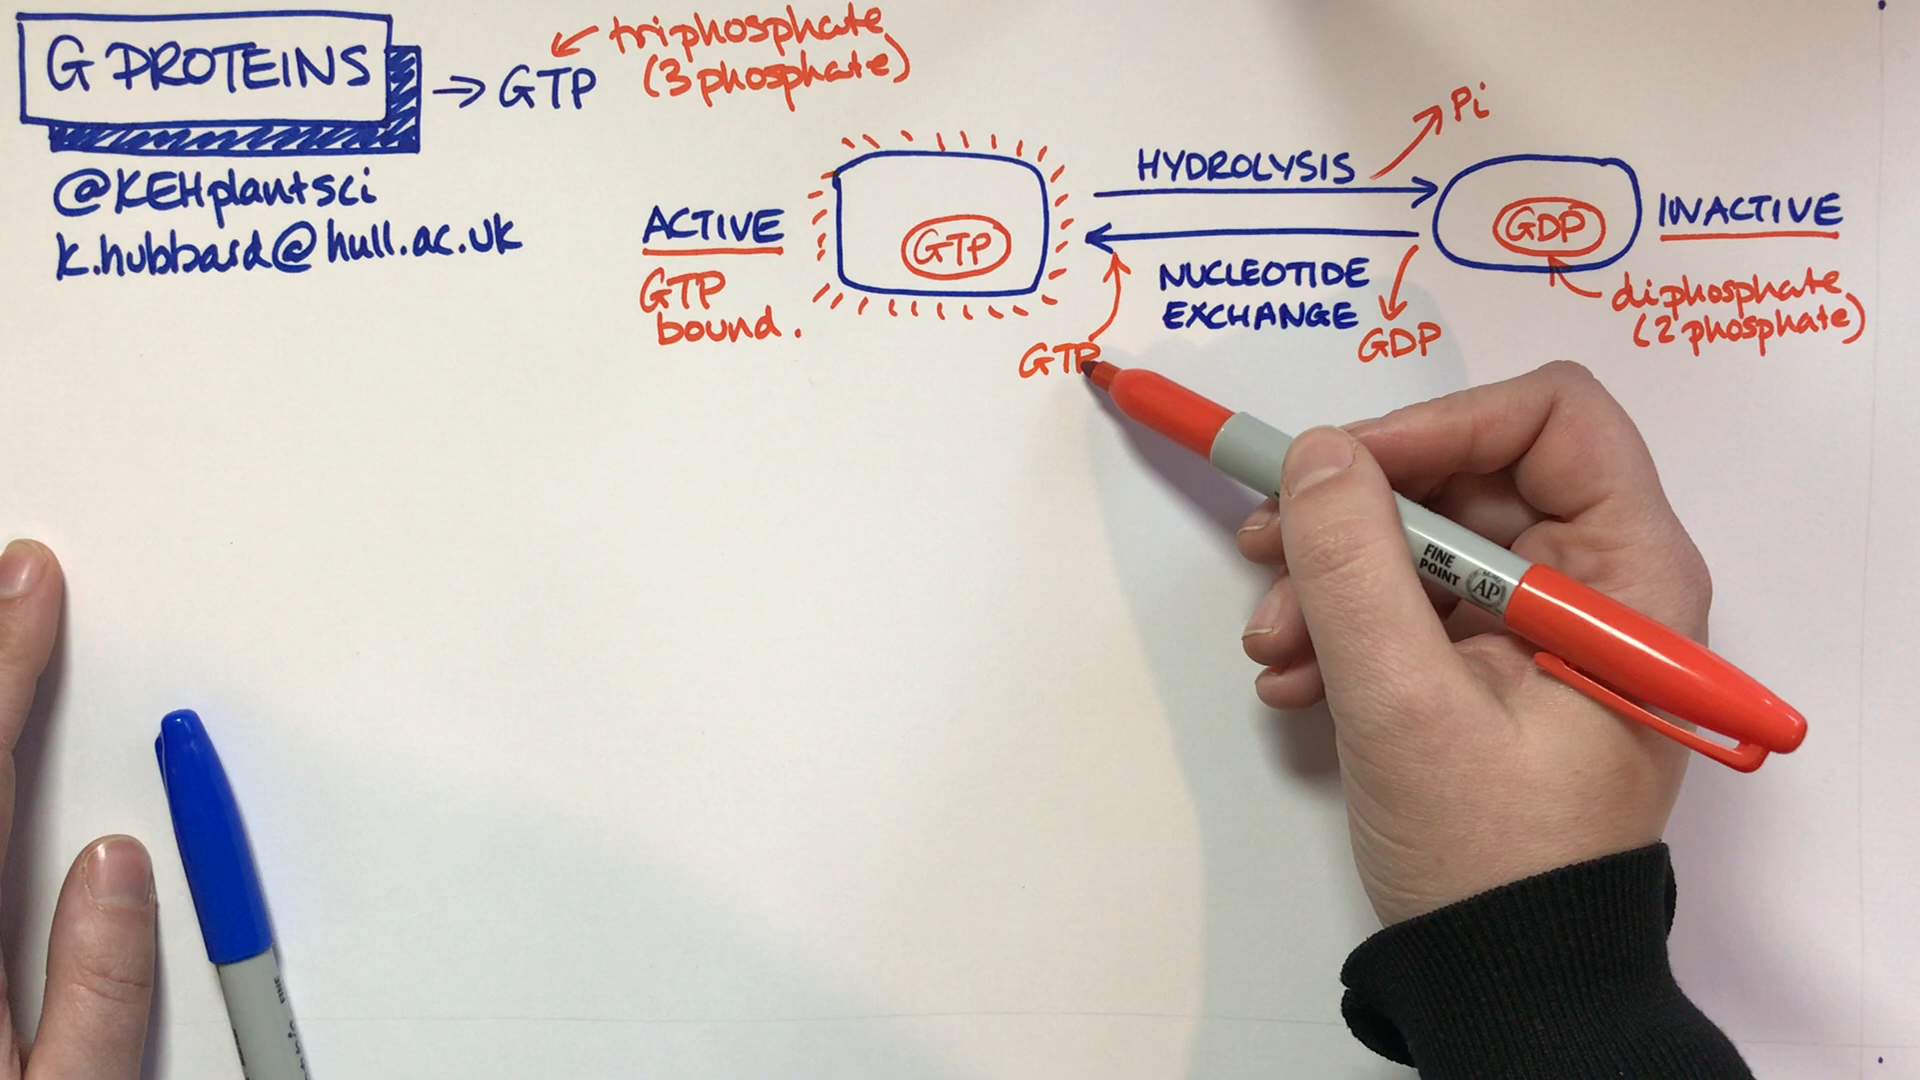 G PROTEINS
→ GTP
← triphosphate
(3 phosphate)
@KEHplantsci
k.hubbard@hull.ac.uk
ACTIVE
GTP
bound.
GTP
HYDROLYSIS
Pi
NUCLEOTIDE
EXCHANGE
GTP
GDP
GDP
INACTIVE
diphosphate
(2 phosphate)
FINE
POINT
AP
FINE